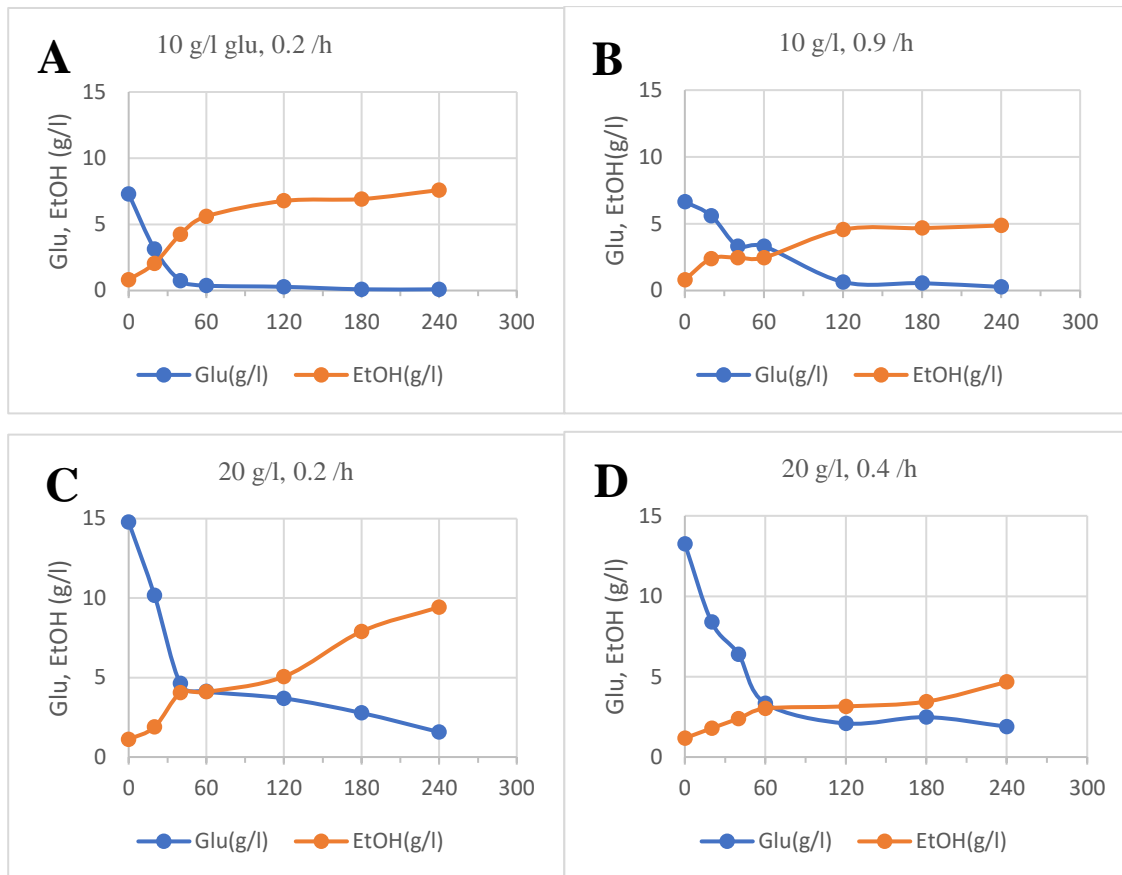 A
10 g/l glu, 0.2 /h
Glu, EtOH (g/l)
15
10
5
0
0 60 120 180 240 300
Glu(g/l) EtOH(g/l)
B
10 g/l, 0.9 /h
Glu, EtOH(g/l)
15
10
5
0
0 60 120 180 240 300
Glu(g/l) EtOH(g/l)
C
20 g/l, 0.2 /h
Glu, EtOH (g/l)
15
10
5
0
0 60 120 180 240 300
Glu(g/l) EtOH(g/l)
D
20 g/l, 0.4 /h
Glu, EtOH (g/l)
15
10
5
0
0 60 120 180 240 300
Glu(g/l) EtOH(g/l)